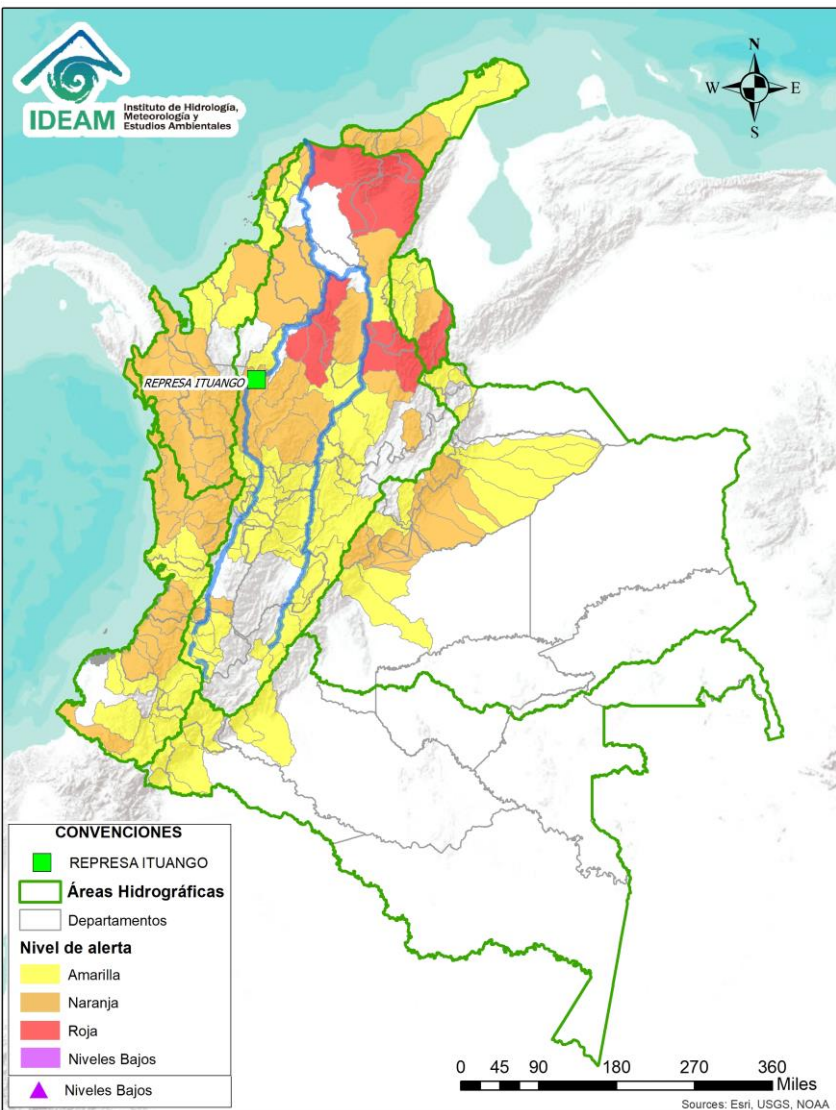 IDEAM
Instituto de Hidrología,
Meteorología y
Estudios Ambientales
N
W
E
S
REPRESA ITUANGO
CONVENCIONES
REPRESA ITUANGO
Áreas Hidrográficas
Departamentos
Nivel de alerta
Amarilla
Naranja
Roja
Niveles Bajos
Niveles Bajos
0 45 90 180 270 360
Miles
Sources: Esri, USGS, NOAA